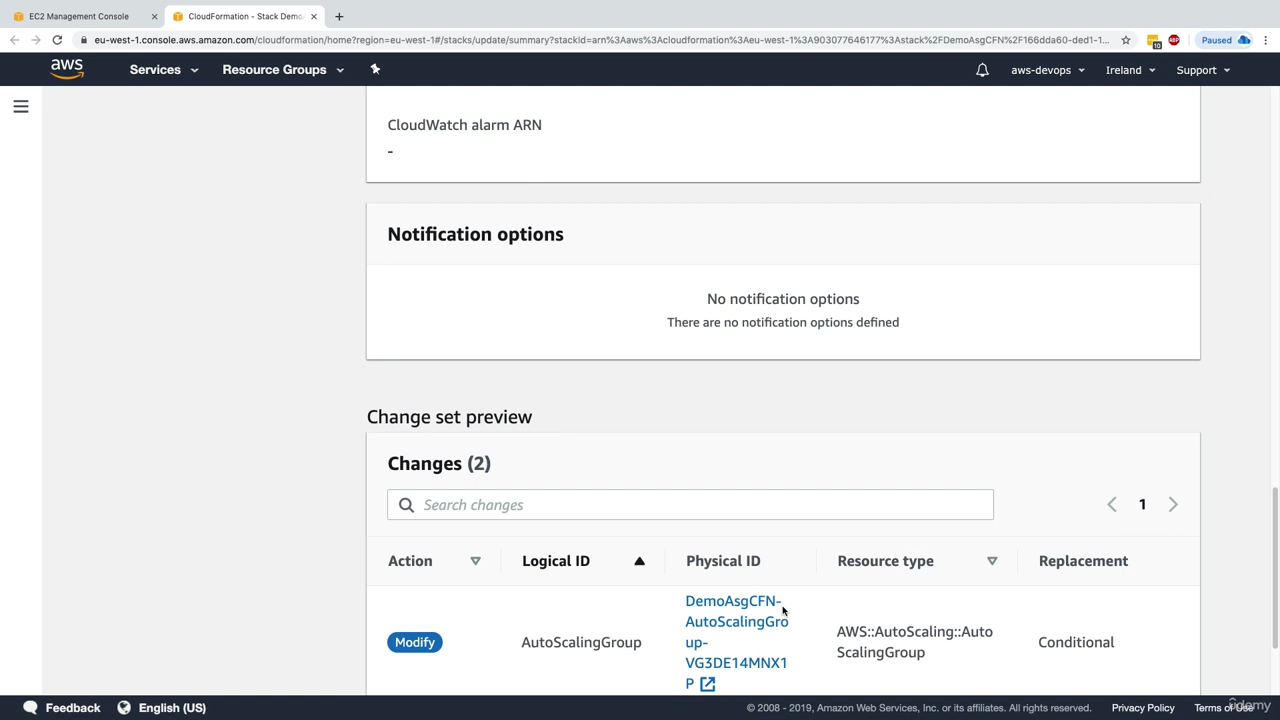 EC2 Management Console
CloudFormation - Stack DemoA
eu-west-1.console.aws.amazon.com/cloudformation/home?region=eu-west-1#/stacks/update/summary?stackId=arn%3Aaws%3Acloudformation%3Aeu-west-1%3A903077646177%3Astack%2FDemoAsgCFN%2F166dda60-ded1-1...
10
ABP
Paused
aws
Services
Resource Groups
aws-devops
Ireland
Support
CloudWatch alarm ARN
-
Notification options
No notification options
There are no notification options defined
Change set preview
Changes (2)
Search changes
1
Action
Logical ID
Physical ID
Resource type
Replacement
Modify
AutoScalingGroup
DemoAsgCFN-
AutoScalingGro
up-
VG3DE14MNX1
P
AWS::AutoScaling::Auto
ScalingGroup
Conditional
Feedback
English (US)
© 2008 - 2019, Amazon Web Services, Inc. or its affiliates. All rights reserved.
Privacy Policy
Terms of Use
ûdemy